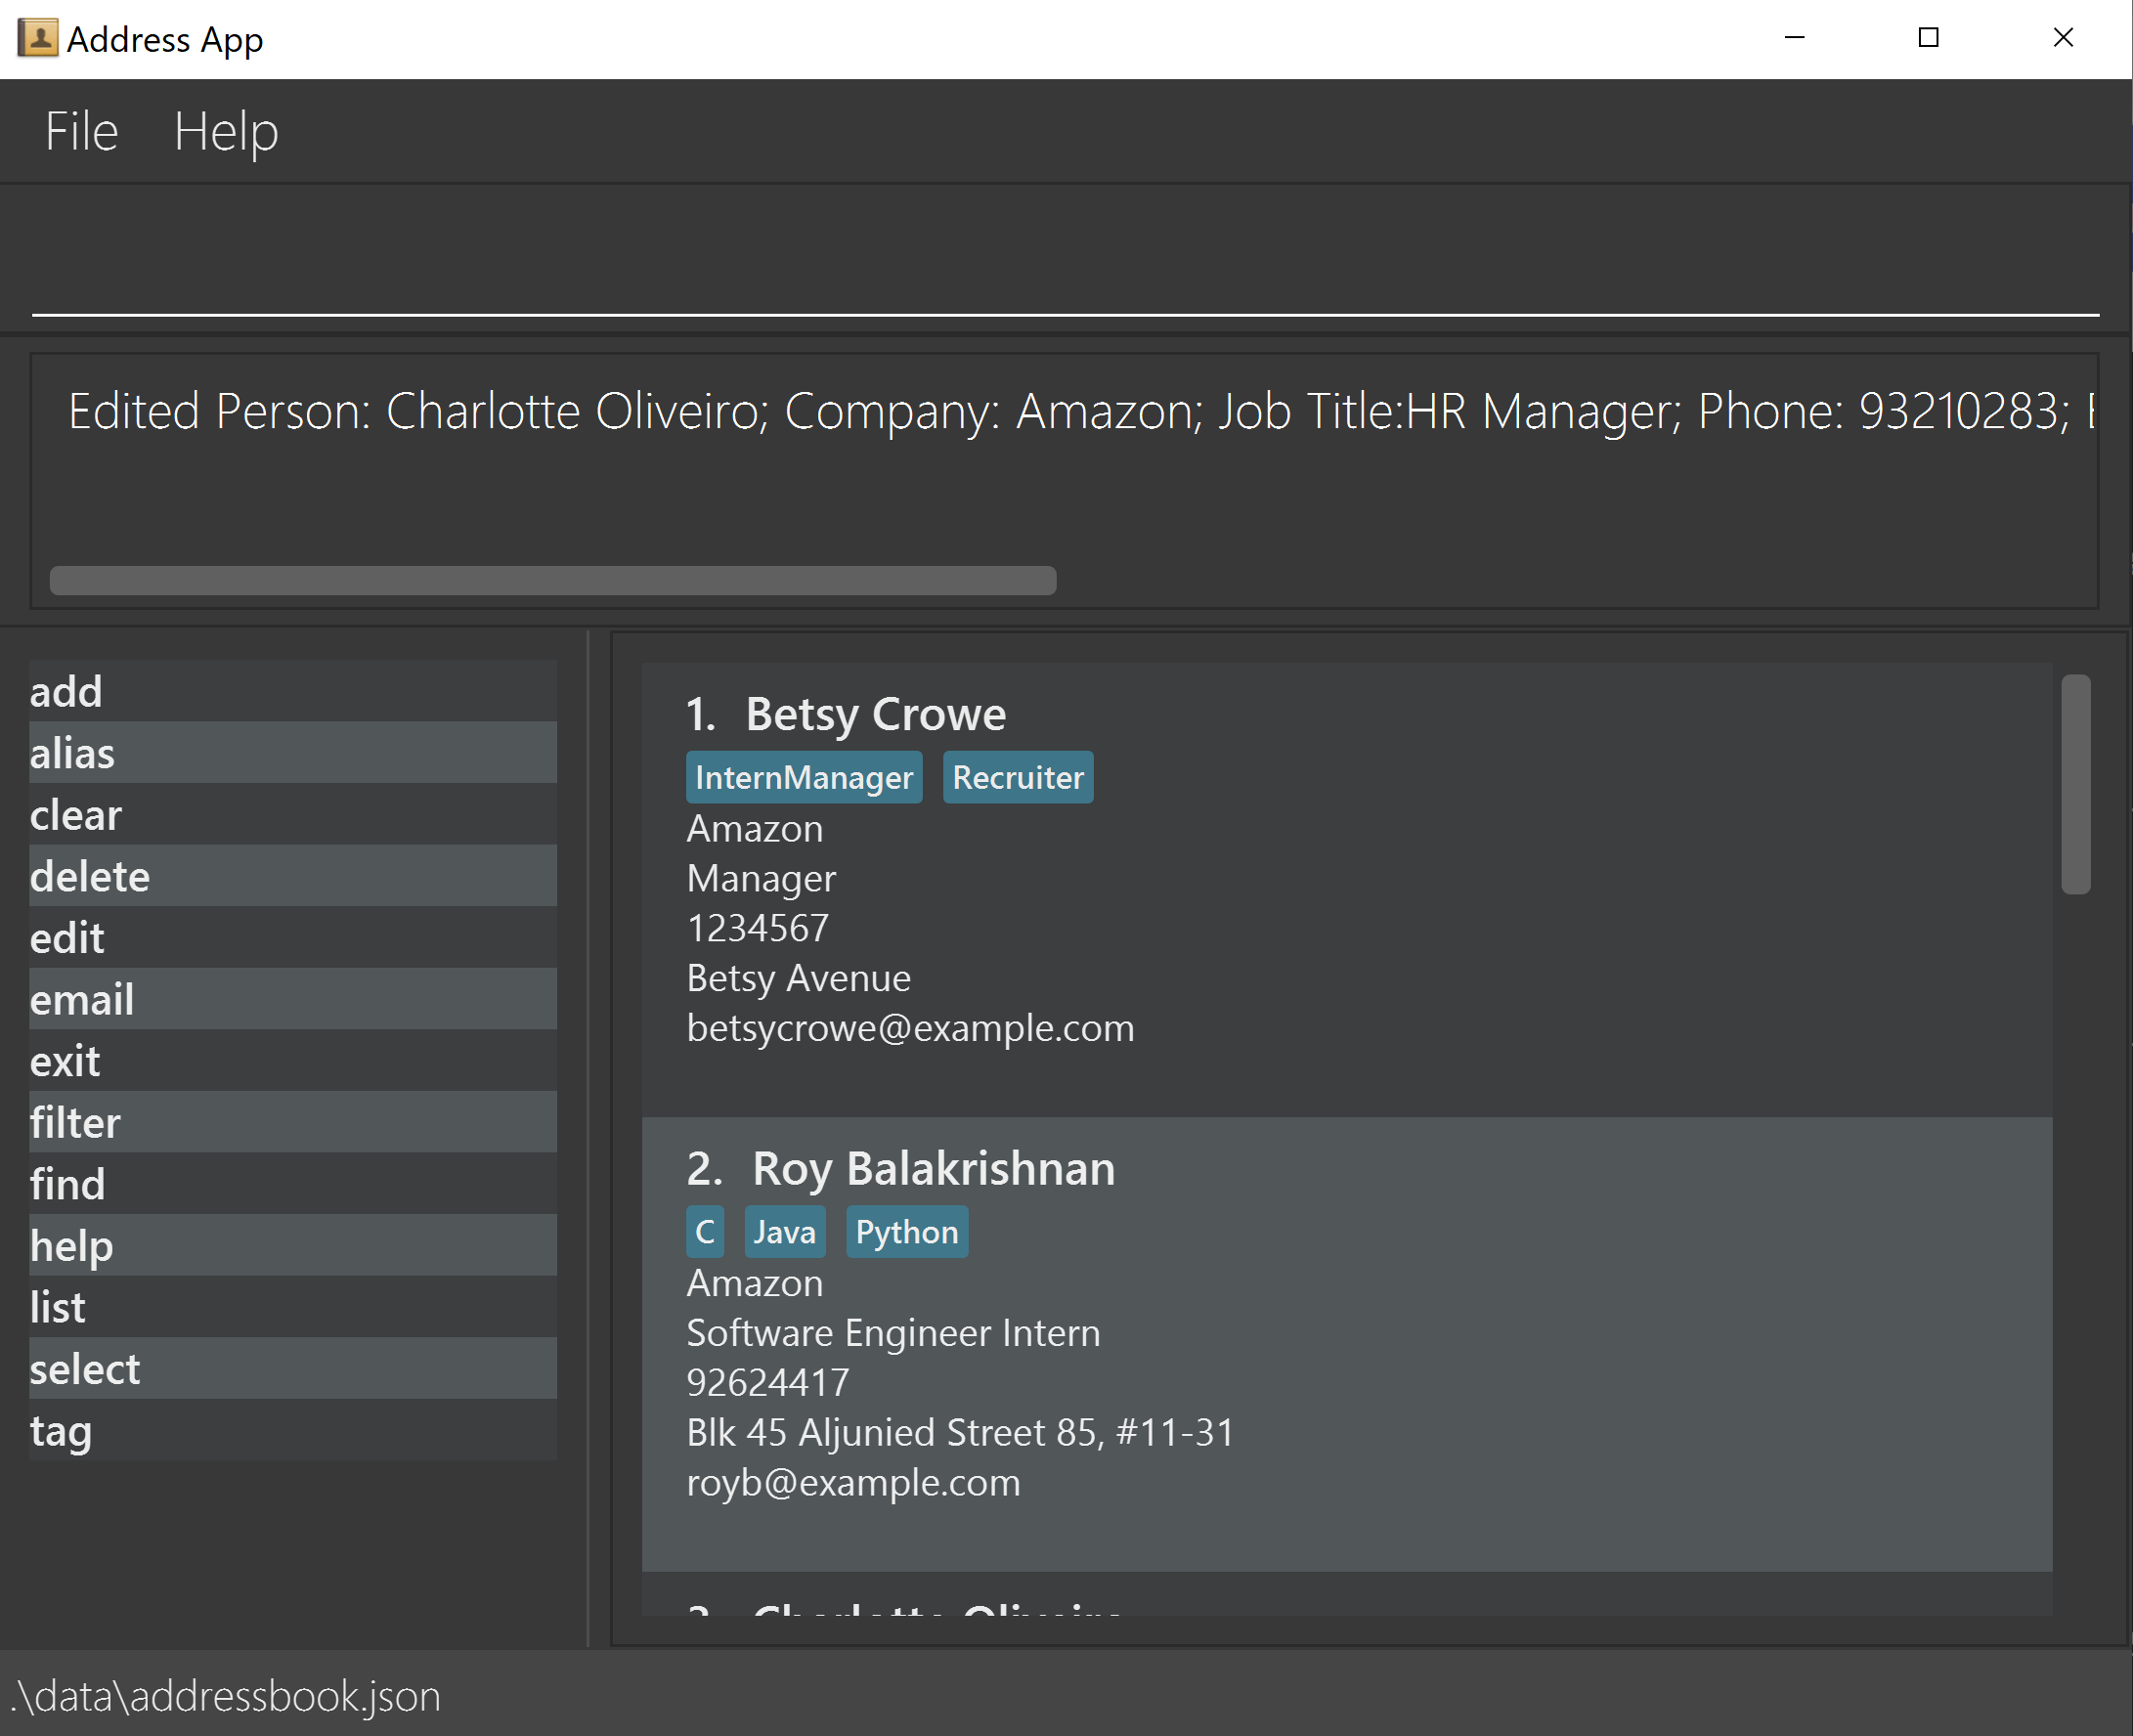 Address App
File Help
Edited Person: Charlotte Oliveiro; Company: Amazon; Job Title:HR Manager; Phone: 93210283;
add
alias
clear
delete
edit
email
exit
filter
find
help
list
select
tag
1. Betsy Crowe
InternManager Recruiter
Amazon
Manager
1234567
Betsy Avenue
betsycrowe@example.com
2. Roy Balakrishnan
C Java Python
Amazon
Software Engineer Intern
92624417
Blk 45 Aljunied Street 85, #11-31
royb@example.com
3. Charlotte Oliveiro
.\data\addressbook.json